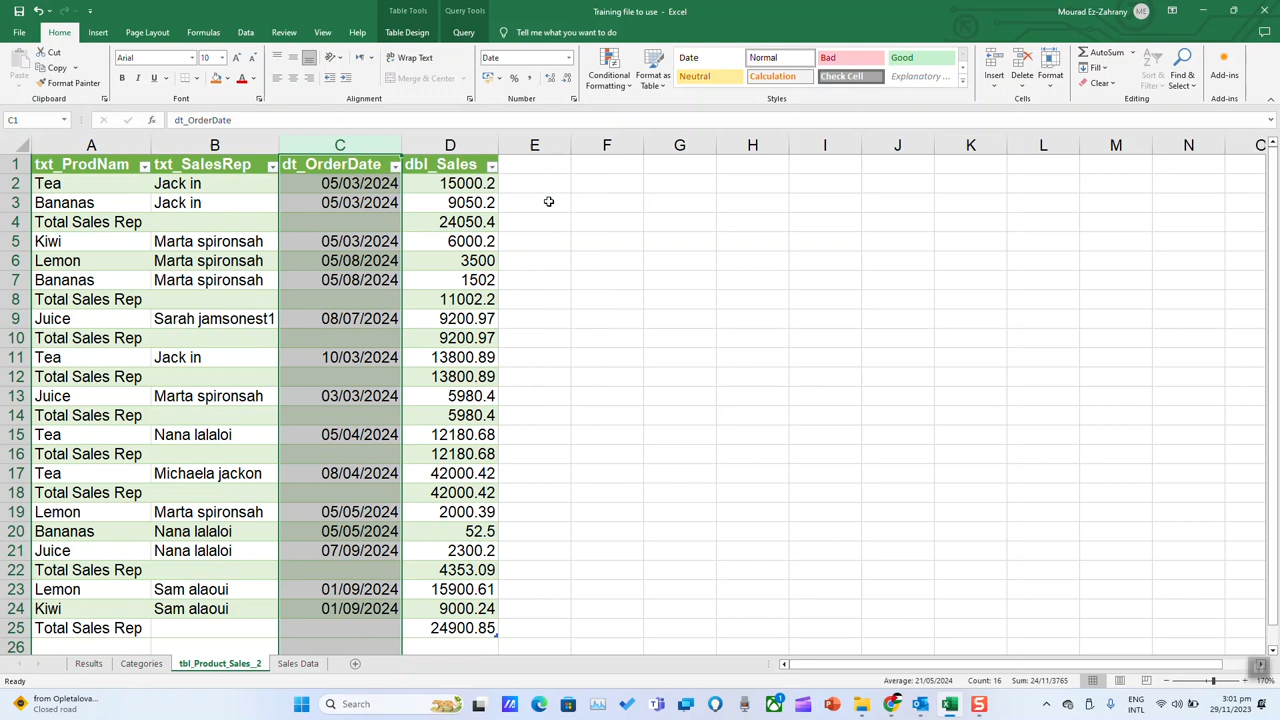 Table Tools Query Tools Training file to use - Excel Mourad Ez-Zahrany ME
File Home Insert Page Layout Formulas Data Review View Help Table Design Query Tell me what you want to do
Paste Cut Copy Format Painter Clipboard
Arial 10 A A B I U A Font
Wrap Text Merge & Center Alignment
Date % , Number
Conditional Formatting Format as Table
Date Normal Bad Good
Neutral Calculation Check Cell Explanatory ...
Styles
Insert Delete Format Cells
AutoSum Fill Clear Sort & Filter Find & Select Editing
Add-ins Add-ins
C1 fx dt_OrderDate
A B C D E F G H I J K L M N C
1 txt_ProdNam txt_SalesRep dt_OrderDate dbl_Sales
2 Tea Jack in 05/03/2024 15000.2
3 Bananas Jack in 05/03/2024 9050.2
4 Total Sales Rep 24050.4
5 Kiwi Marta spironsah 05/03/2024 6000.2
6 Lemon Marta spironsah 05/08/2024 3500
7 Bananas Marta spironsah 05/08/2024 1502
8 Total Sales Rep 11002.2
9 Juice Sarah jamsonest1 08/07/2024 9200.97
10 Total Sales Rep 9200.97
11 Tea Jack in 10/03/2024 13800.89
12 Total Sales Rep 13800.89
13 Juice Marta spironsah 03/03/2024 5980.4
14 Total Sales Rep 5980.4
15 Tea Nana lalaloi 05/04/2024 12180.68
16 Total Sales Rep 12180.68
17 Tea Michaela jackon 08/04/2024 42000.42
18 Total Sales Rep 42000.42
19 Lemon Marta spironsah 05/05/2024 2000.39
20 Bananas Nana lalaloi 05/05/2024 52.5
21 Juice Nana lalaloi 07/09/2024 2300.2
22 Total Sales Rep 4353.09
23 Lemon Sam alaoui 01/09/2024 15900.61
24 Kiwi Sam alaoui 01/09/2024 9000.24
25 Total Sales Rep 24900.85
26
Results Categories tbl_Product_Sales__2 Sales Data
Ready Average: 21/05/2024 Count: 16 Sum: 24/11/3765 170%
from Opletalova... Search ENG 3:01 pm
Closed road INTL 29/11/2023